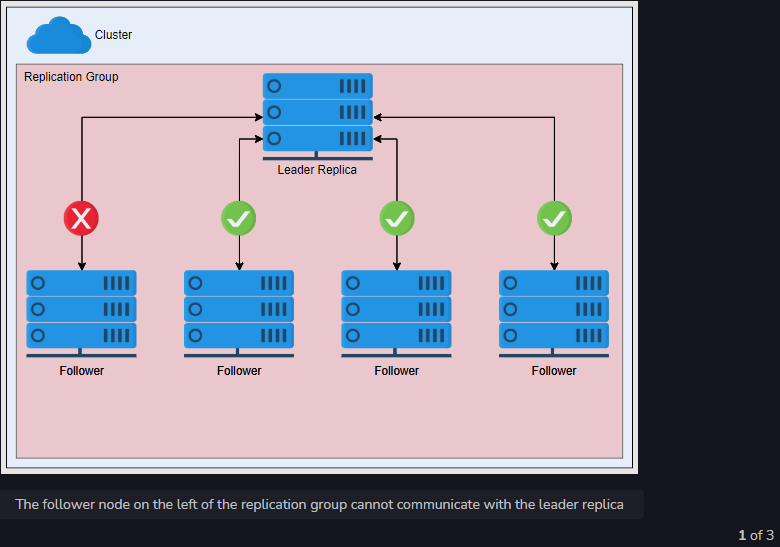 Cluster
Replication Group
Leader Replica
Follower
Follower
Follower
Follower
The follower node on the left of the replication group cannot communicate with the leader replica
1 of 3